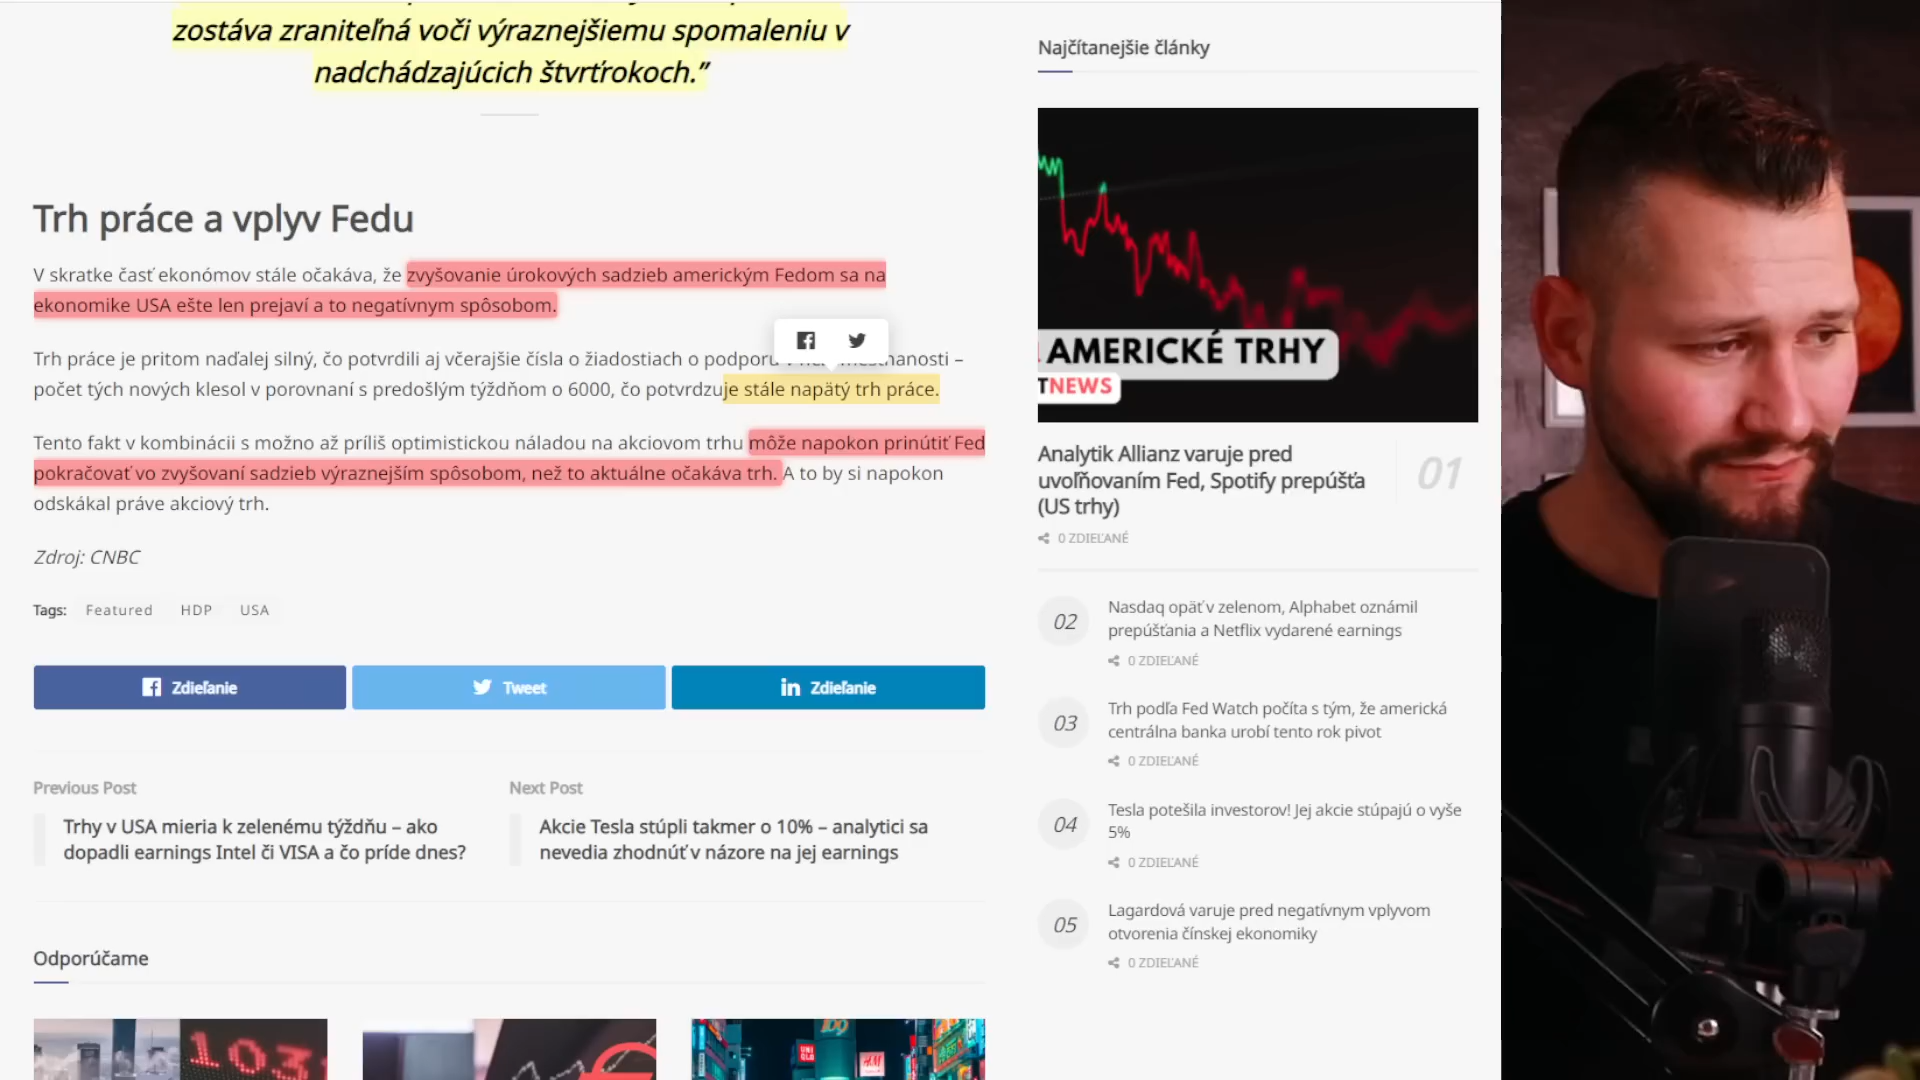 zostáva zraniteľná voči výraznejšiemu spomaleniu v
nadchádzajúcich štvrťrokoch.”
Trh práce a vplyv Fedu
V skratke časť ekonómov stále očakáva, že zvyšovanie úrokových sadzieb americkým Fedom sa na
ekonomike USA ešte len prejaví a to negatívnym spôsobom.
Trh práce je pritom naďalej silný, čo potvrdili aj včerajšie čísla o žiadostiach o podporu v –
počet tých nových klesol v porovnaní s predošlým týždňom o 6000, čo potvrdzuje stále napätý trh práce.
Tento fakt v kombinácii s možno až príliš optimistickou náladou na akciovom trhu môže napokon prinútiť Fed
pokračovať vo zvyšovaní sadzieb výraznejším spôsobom, než to aktuálne očakáva trh. A to by si napokon
odskákal práve akciový trh.
Zdroj: CNBC
Tags: Featured HDP USA
Zdieľanie
Tweet
Zdieľanie
Previous Post
Trhy v USA mieria k zelenému týždňu – ako
dopadli earnings Intel či VISA a čo príde dnes?
Next Post
Akcie Tesla stúpli takmer o 10% – analytici sa
nevedia zhodnúť v názore na jej earnings
Odporúčame
103
109
UNI
QLO
H&M
Najčítanejšie články
AMERICKÉ TRHY
TNEWS
Analytik Allianz varuje pred
uvoľňovaním Fed, Spotify prepúšťa
(US trhy)
01
0 ZDIEĽANÉ
02
Nasdaq opäť v zelenom, Alphabet oznámil
prepúšťania a Netflix vydarené earnings
0 ZDIEĽANÉ
03
Trh podľa Fed Watch počíta s tým, že americká
centrálna banka urobí tento rok pivot
0 ZDIEĽANÉ
04
Tesla potešila investorov! Jej akcie stúpajú o vyše
5%
0 ZDIEĽANÉ
05
Lagardová varuje pred negatívnym vplyvom
otvorenia čínskej ekonomiky
0 ZDIEĽANÉ